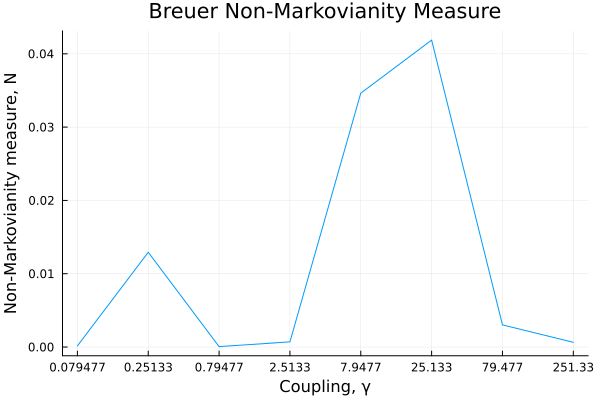 Breuer Non-Markovianity Measure
Non-Markovianity measure, N
0.04
0.03
0.02
0.01
0.00
0.079477 0.25133 0.79477 2.5133 7.9477 25.133 79.477 251.33
Coupling, γ